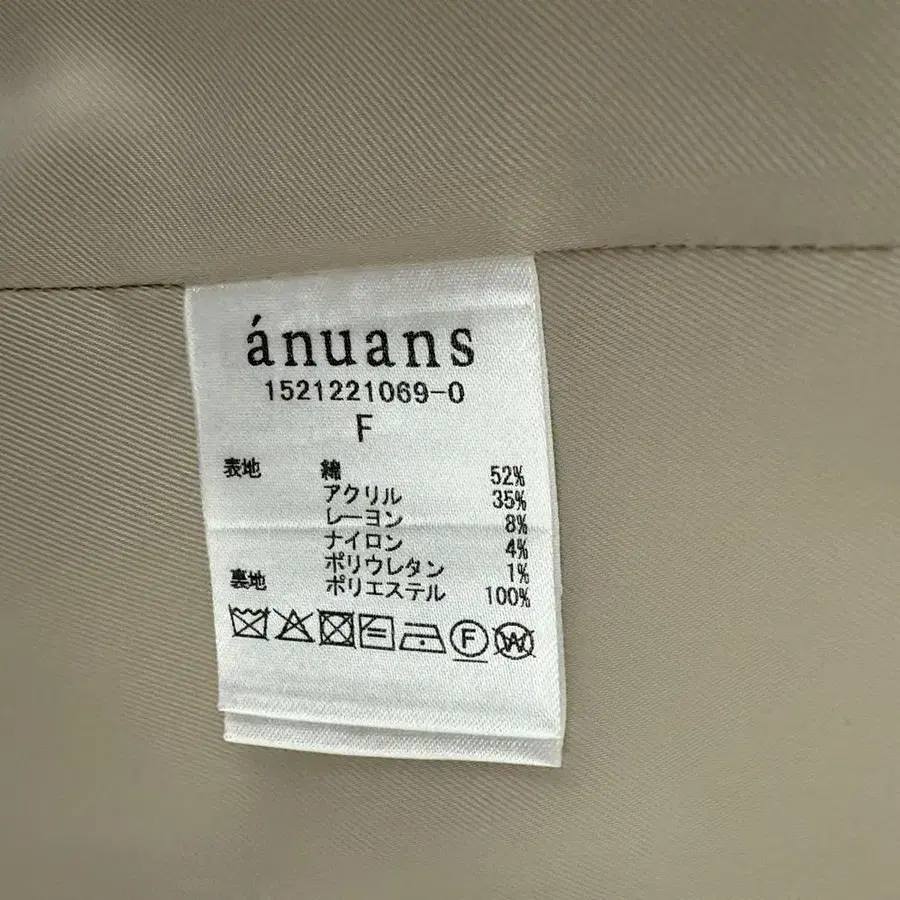 ánuans
1521221069-0
F
表地 綿 52%
アクリル 35%
レーヨン 8%
ナイロン 4%
ポリウレタン 1%
裏地 ポリエステル 100%
F W